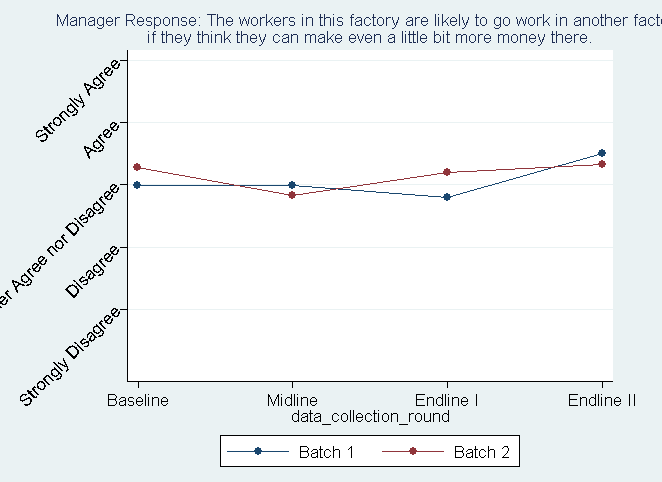 Manager Response: The workers in this factory are likely to go work in another
if they think they can make even a little bit more money there.
Strongly Agree
Agree
Agree nor Disagree
Disagree
Strongly Disagree
Baseline
Midline
Endline I
Endline II
data_collection_round
Batch 1
Batch 2